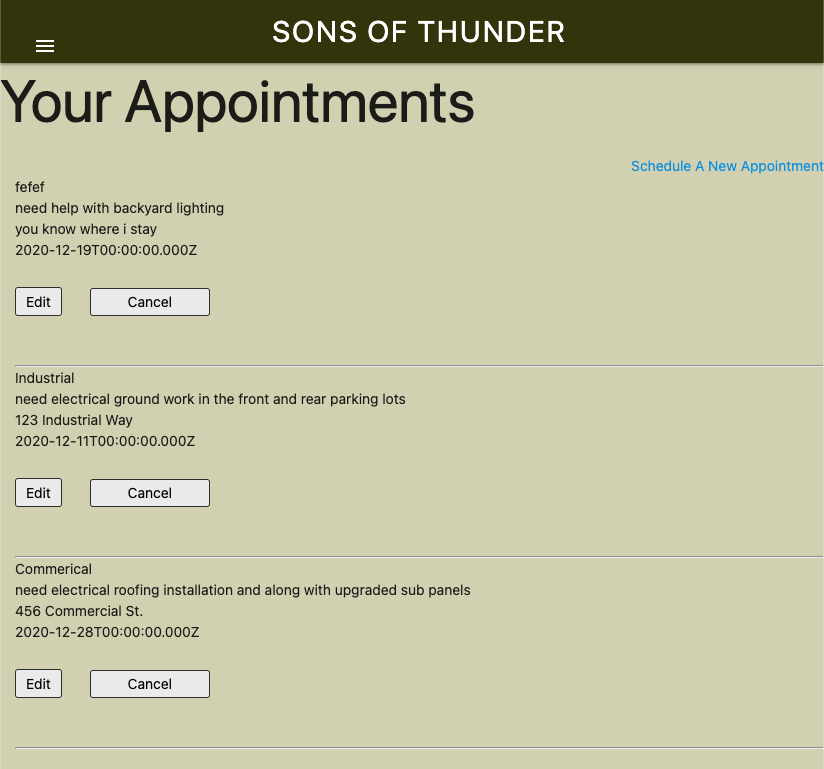 SONS OF THUNDER
Your Appointments
Schedule A New Appointment
fefef
need help with backyard lighting
you know where i stay
2020-12-19T00:00:00.000Z
Edit Cancel
Industrial
need electrical ground work in the front and rear parking lots
123 Industrial Way
2020-12-11T00:00:00.000Z
Edit Cancel
Commerical
need electrical roofing installation and along with upgraded sub panels
456 Commercial St.
2020-12-28T00:00:00.000Z
Edit Cancel